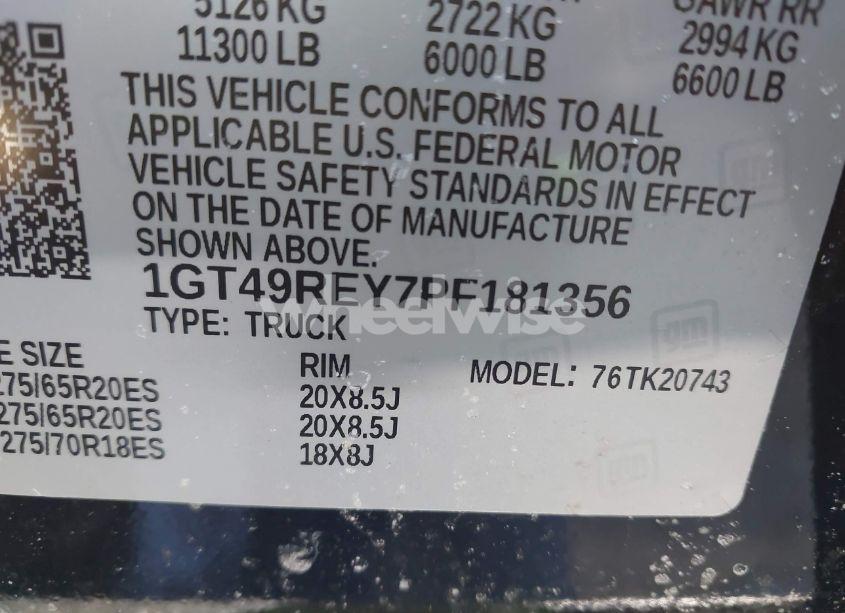 5126 KG
2722 KG
GAWR RR
11300 LB
6000 LB
2994 KG
6600 LB
THIS VEHICLE CONFORMS TO ALL
APPLICABLE U.S. FEDERAL MOTOR
VEHICLE SAFETY STANDARDS IN EFFECT
ON THE DATE OF MANUFACTURE
SHOWN ABOVE.
1GT49REY7PF181356
wheelwise
TYPE: TRUCK
MODEL: 76TK20743
E SIZE
RIM
275/65R20ES
20X8.5J
275/65R20ES
20X8.5J
275/70R18ES
18X8J
gm